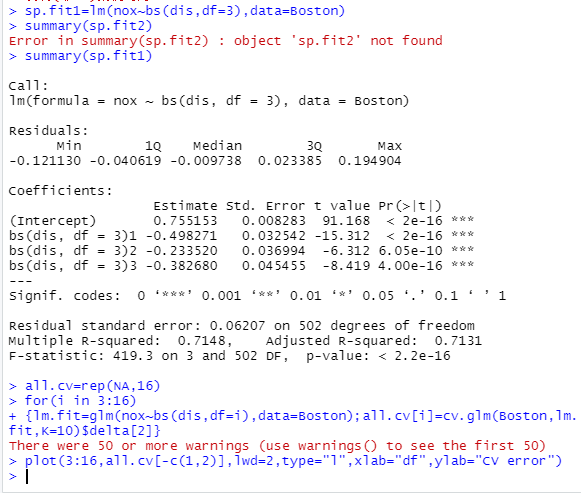 > sp.fit1=lm(nox~bs(dis,df=3),data=Boston)
> summary(sp.fit2)
Error in summary(sp.fit2) : object 'sp.fit2' not found
> summary(sp.fit1)

Call:
lm(formula = nox ~ bs(dis, df = 3), data = Boston)

Residuals:
      Min        1Q    Median        3Q       Max
-0.121130 -0.040619 -0.009738  0.023385  0.194904

Coefficients:
                  Estimate Std. Error t value Pr(>|t|)
(Intercept)       0.755153   0.008283  91.168  < 2e-16 ***
bs(dis, df = 3)1 -0.498271   0.032542 -15.312  < 2e-16 ***
bs(dis, df = 3)2 -0.233520   0.036994  -6.312 6.05e-10 ***
bs(dis, df = 3)3 -0.382680   0.045455  -8.419 4.00e-16 ***
---
Signif. codes:  0 ‘***’ 0.001 ‘**’ 0.01 ‘*’ 0.05 ‘.’ 0.1 ‘ ’ 1

Residual standard error: 0.06207 on 502 degrees of freedom
Multiple R-squared:  0.7148,	Adjusted R-squared:  0.7131
F-statistic: 419.3 on 3 and 502 DF,  p-value: < 2.2e-16

> all.cv=rep(NA,16)
> for(i in 3:16)
+ {lm.fit=glm(nox~bs(dis,df=i),data=Boston);all.cv[i]=cv.glm(Boston,lm.
fit,K=10)$delta[2]}
There were 50 or more warnings (use warnings() to see the first 50)
> plot(3:16,all.cv[-c(1,2)],lwd=2,type="l",xlab="df",ylab="CV error")
>